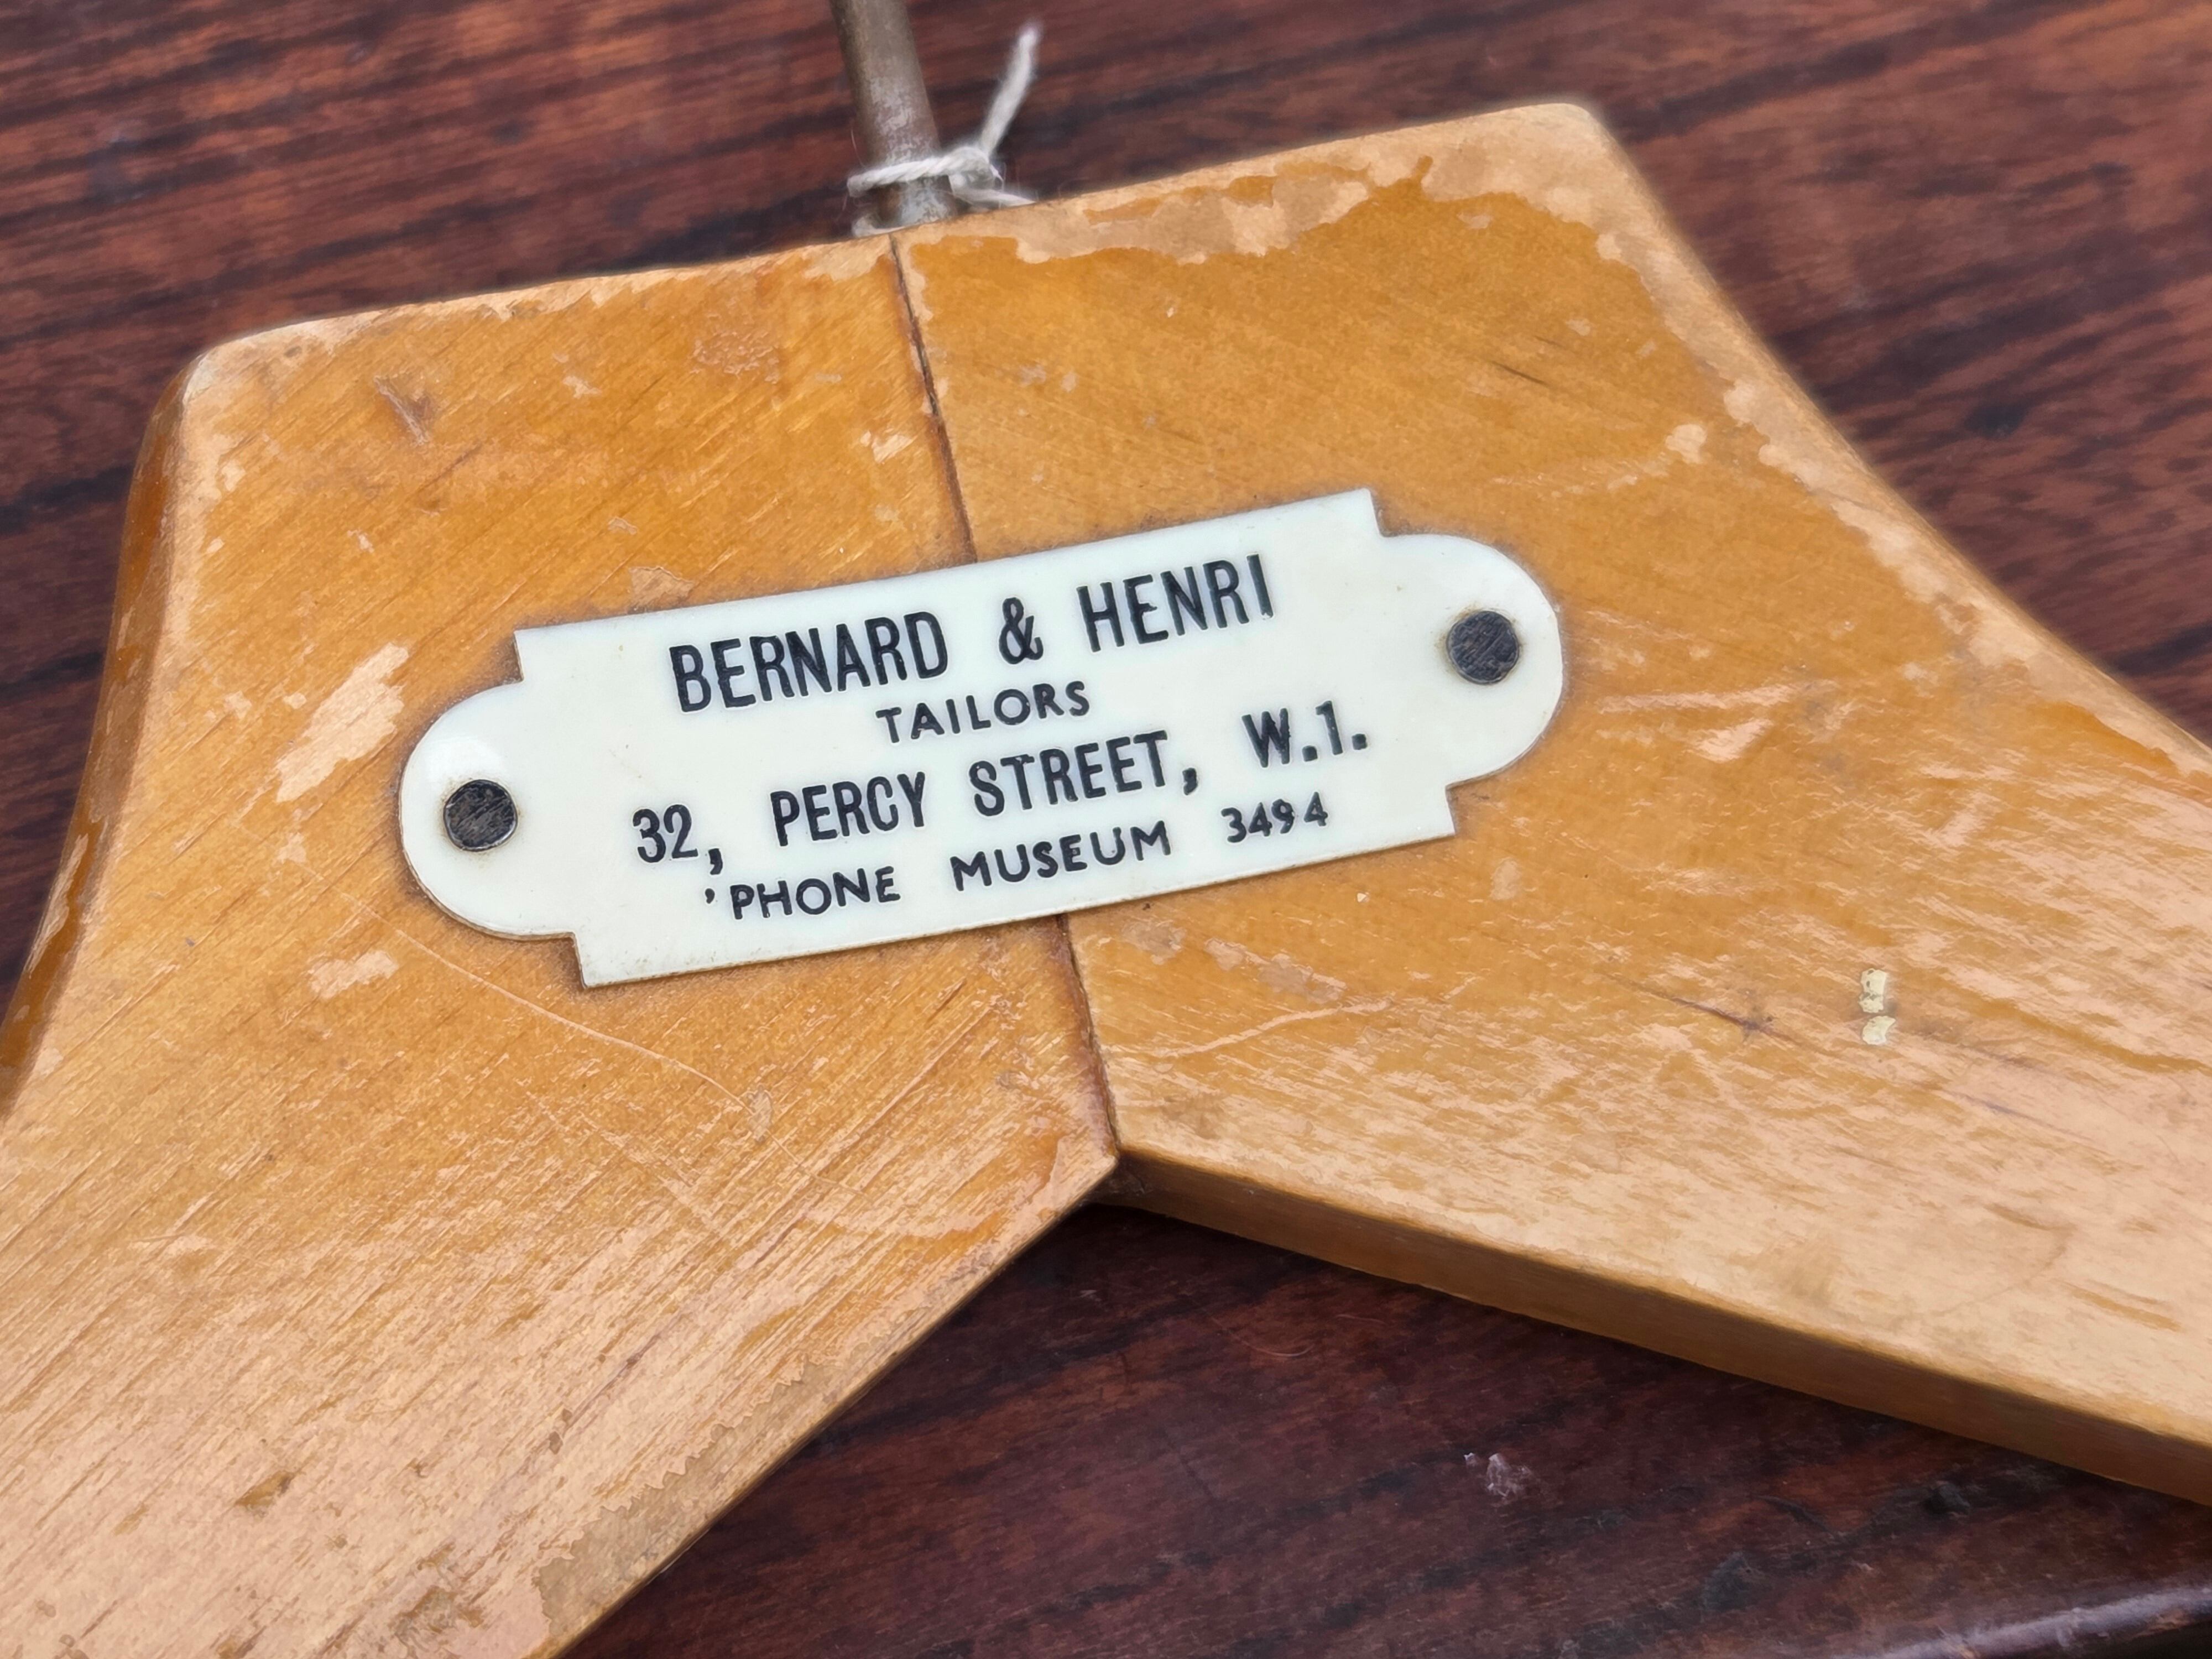 BERNARD & HENRI
TAILORS
32, PERCY STREET, W.1.
'PHONE MUSEUM 3494